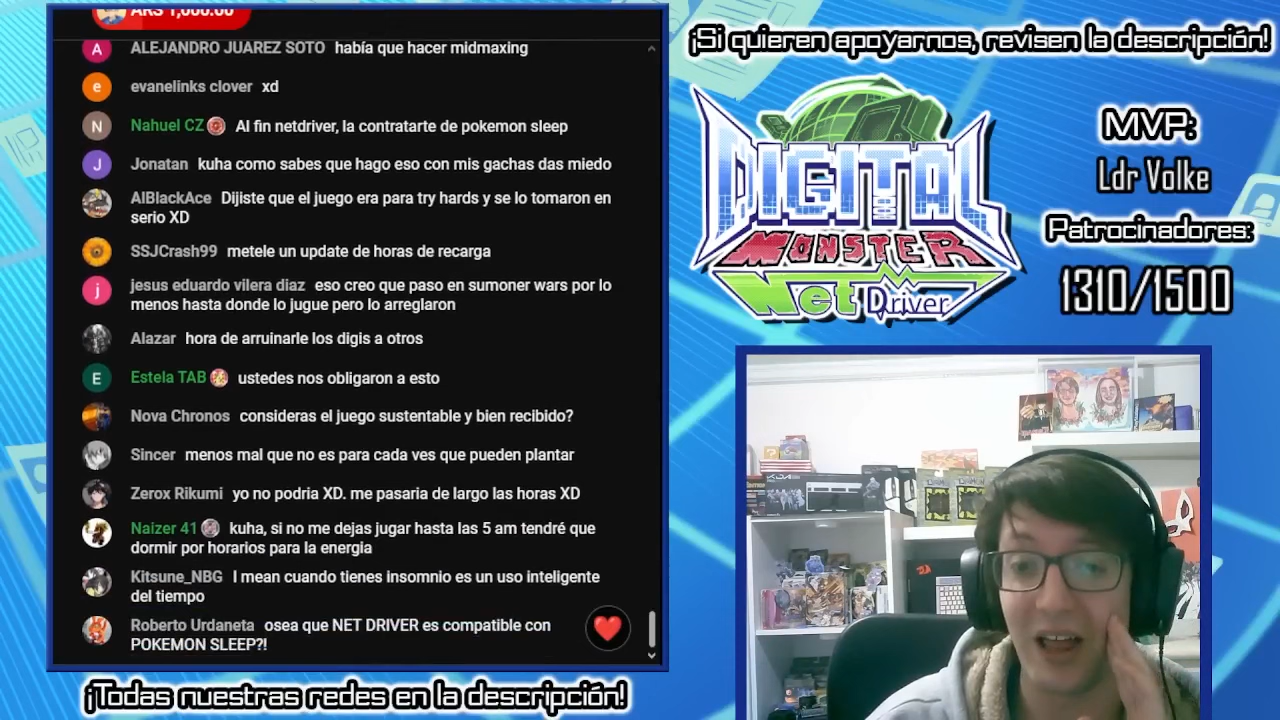 ARS 1,000.00
¡Si quieren apoyarnos, revisen la descripción!
ALEJANDRO JUAREZ SOTO había que hacer midmaxing
evanelinks clover xd
Nahuel CZ Al fin netdriver, la contratarte de pokemon sleep
Jonatan kuha como sabes que hago eso con mis gachas das miedo
AlBlackAce Dijiste que el juego era para try hards y se lo tomaron en
serio XD
SSJCrash99 metele un update de horas de recarga
jesus eduardo vilera diaz eso creo que paso en sumoner wars por lo
menos hasta donde lo jugue pero lo arreglaron
Alazar hora de arruinarle los digis a otros
Estela TAB ustedes nos obligaron a esto
Nova Chronos consideras el juego sustentable y bien recibido?
Sincer menos mal que no es para cada ves que pueden plantar
Zerox Rikumi yo no podria XD. me pasaria de largo las horas XD
Naizer 41 kuha, si no me dejas jugar hasta las 5 am tendré que
dormir por horarios para la energia
Kitsune_NBG I mean cuando tienes insomnio es un uso inteligente
del tiempo
Roberto Urdaneta osea que NET DRIVER es compatible con
POKEMON SLEEP?!
¡Todas nuestras redes en la descripción!
DIGITAL
MONSTER
Net Driver
MVP:
Ldr Volke
Patrocinadores:
1310/1500